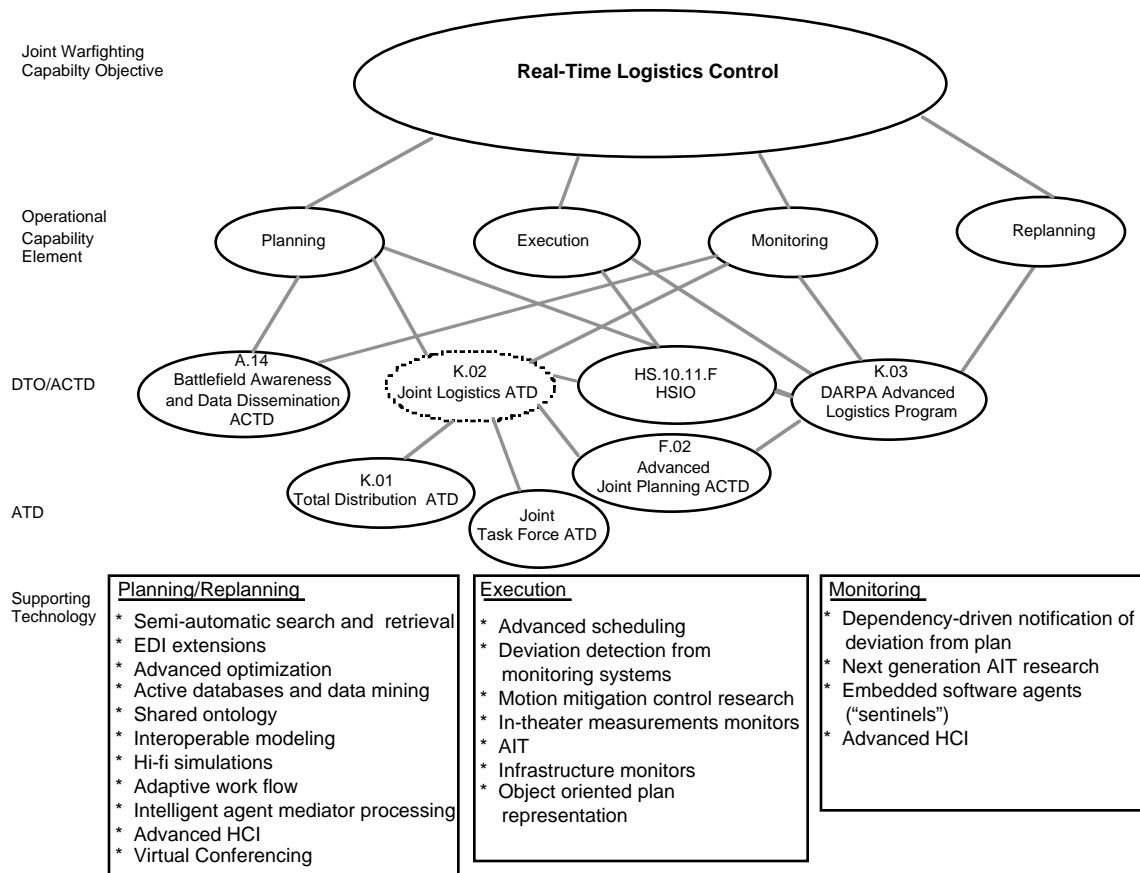 Joint Warfighting
Capabilty Objective
Real-Time Logistics Control
Operational
Capability
Element
Planning
Execution
Monitoring
Replanning
DTO/ACTD
A.14
Battlefield Awareness
and Data Dissemination
ACTD
K.02
Joint Logistics ATD
HS.10.11.F
HSIO
K.03
DARPA Advanced
Logistics Program
F.02
Advanced
Joint Planning ACTD
ATD
K.01
Total Distribution ATD
Joint
Task Force ATD
Supporting
Technology
Planning/Replanning
* Semi-automatic search and retrieval
* EDI extensions
* Advanced optimization
* Active databases and data mining
* Shared ontology
* Interoperable modeling
* Hi-fi simulations
* Adaptive work flow
* Intelligent agent mediator processing
* Advanced HCI
* Virtual Conferencing
Execution
* Advanced scheduling
* Deviation detection from
monitoring systems
* Motion mitigation control research
* In-theater measurements monitors
* AIT
* Infrastructure monitors
* Object oriented plan
representation
Monitoring
* Dependency-driven notification of
deviation from plan
* Next generation AIT research
* Embedded software agents
(“sentinels”)
* Advanced HCI